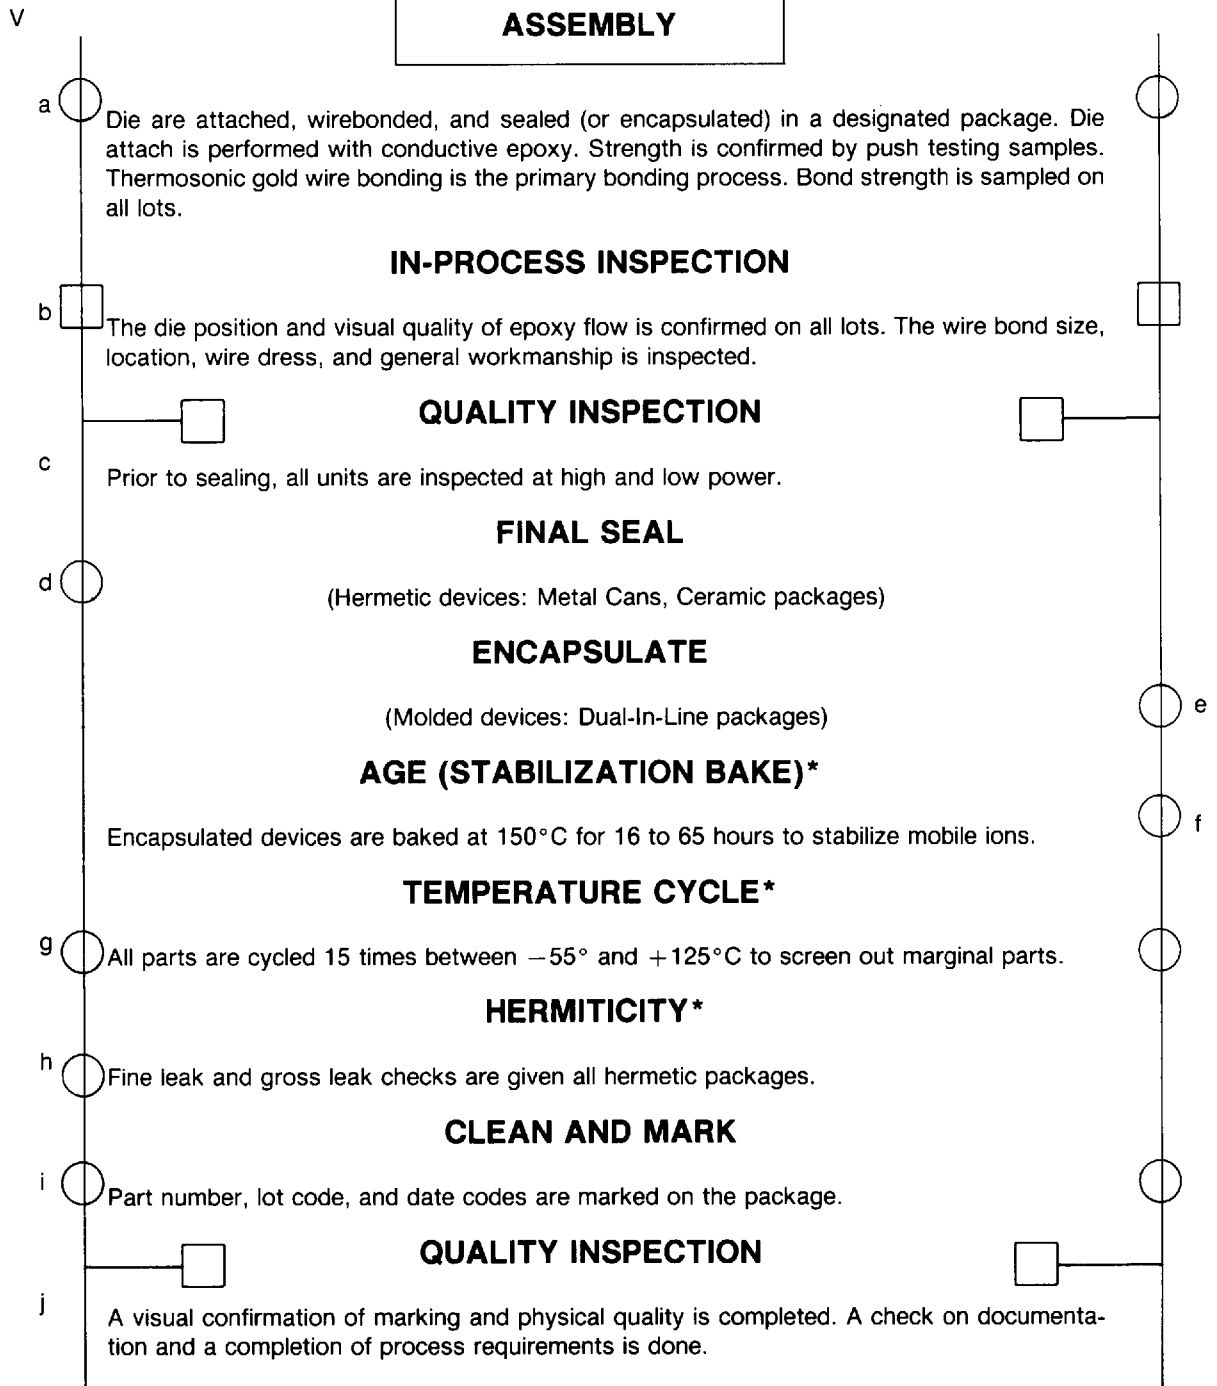 V
ASSEMBLY
a
Die are attached, wirebonded, and sealed (or encapsulated) in a designated package. Die
attach is performed with conductive epoxy. Strength is confirmed by push testing samples.
Thermosonic gold wire bonding is the primary bonding process. Bond strength is sampled on
all lots.
IN-PROCESS INSPECTION
b
The die position and visual quality of epoxy flow is confirmed on all lots. The wire bond size,
location, wire dress, and general workmanship is inspected.
QUALITY INSPECTION
c
Prior to sealing, all units are inspected at high and low power.
FINAL SEAL
d
(Hermetic devices: Metal Cans, Ceramic packages)
ENCAPSULATE
(Molded devices: Dual-In-Line packages)
e
AGE (STABILIZATION BAKE)*
Encapsulated devices are baked at 150°C for 16 to 65 hours to stabilize mobile ions.
f
TEMPERATURE CYCLE*
g
All parts are cycled 15 times between −55° and +125°C to screen out marginal parts.
HERMITICITY*
h
Fine leak and gross leak checks are given all hermetic packages.
CLEAN AND MARK
i
Part number, lot code, and date codes are marked on the package.
QUALITY INSPECTION
j
A visual confirmation of marking and physical quality is completed. A check on documenta-
tion and a completion of process requirements is done.